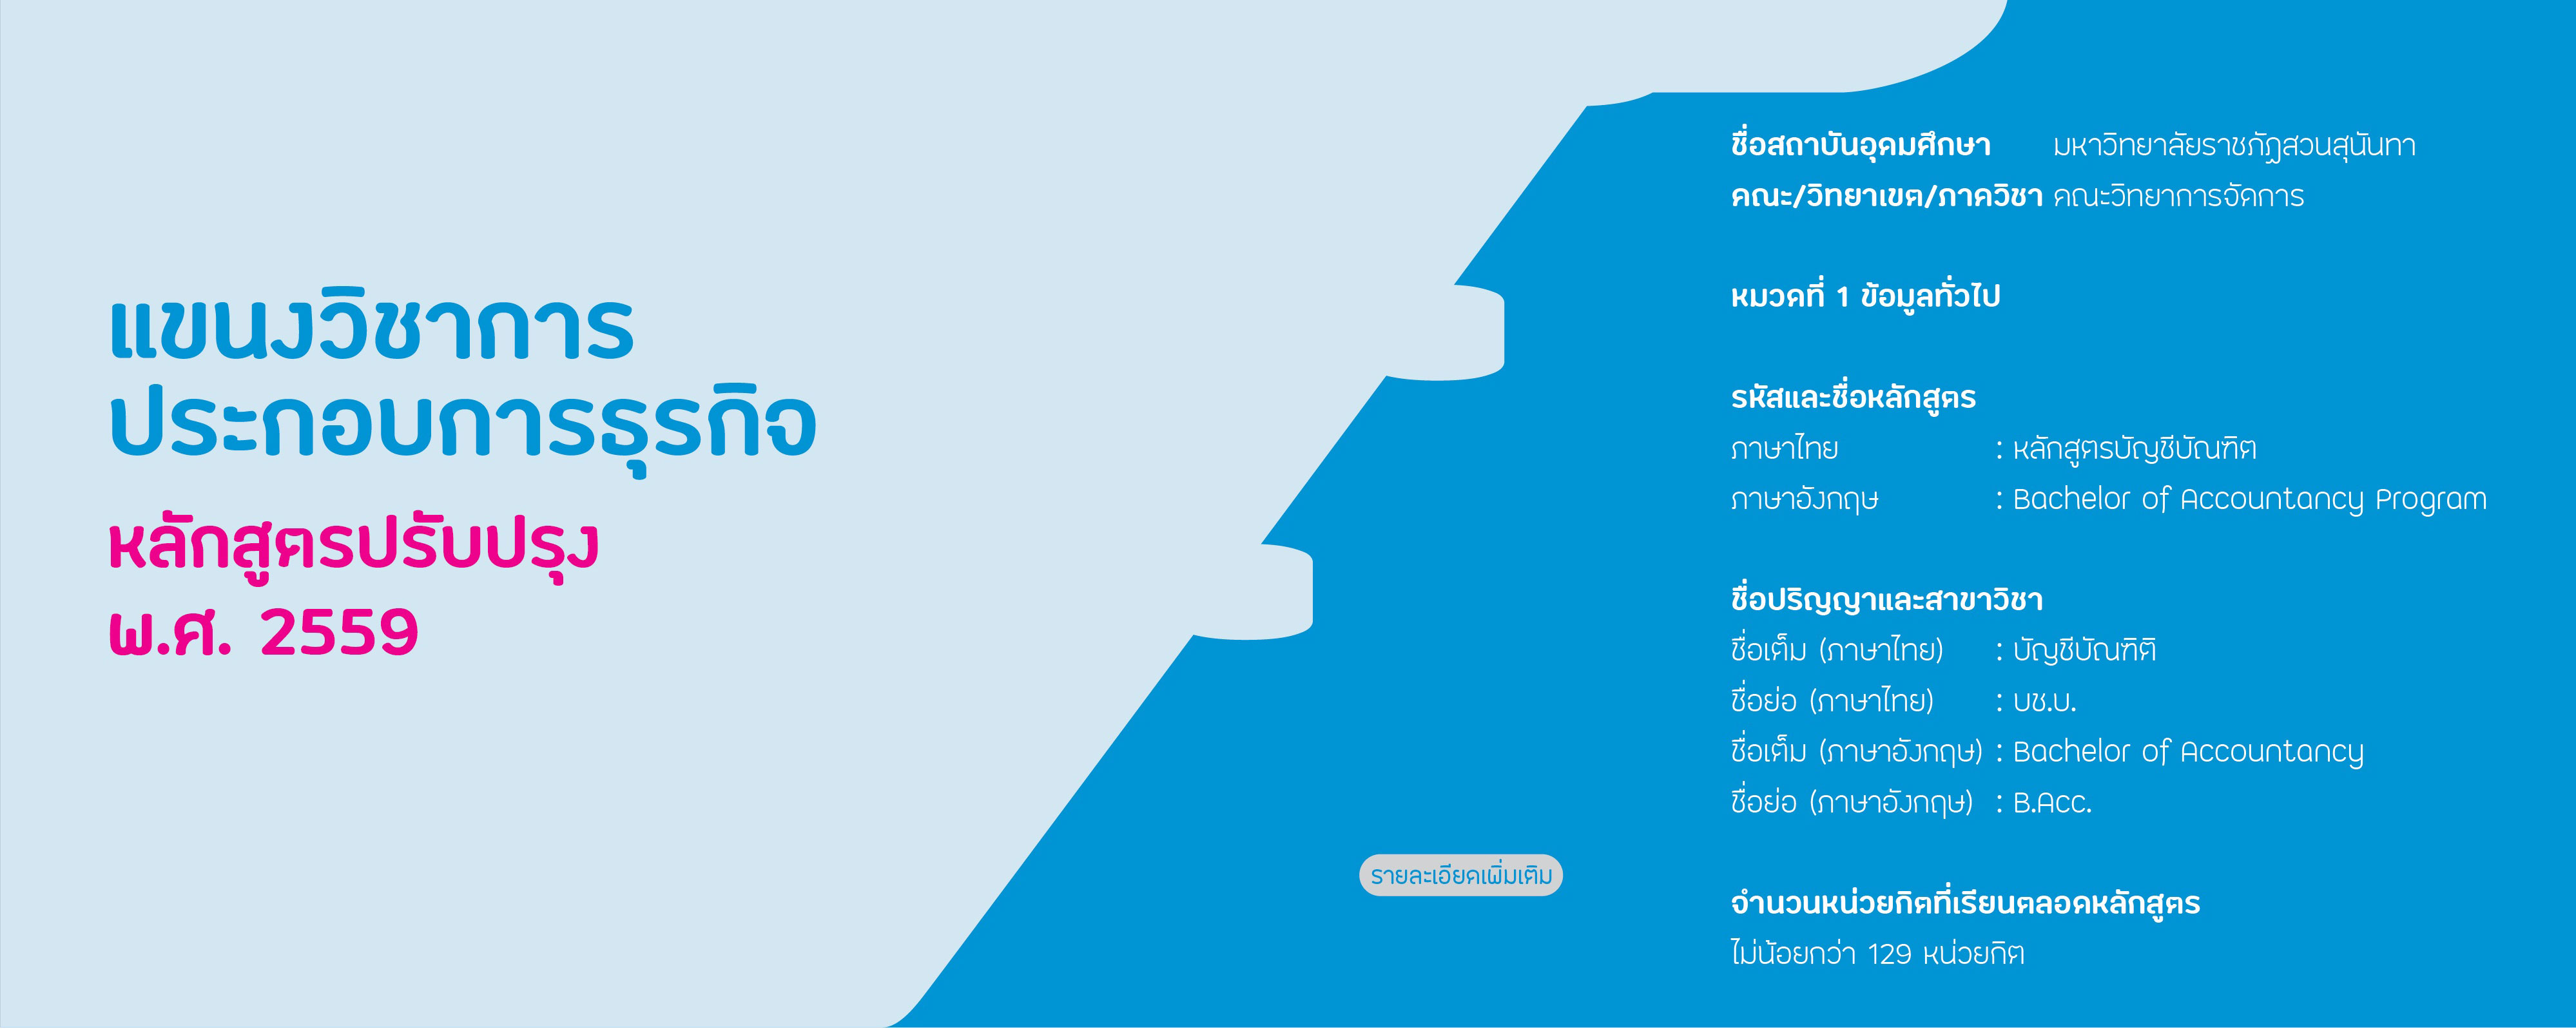 แขนงวิชาการ
ประกอบการธุรกิจ
หลักสูตรปรับปรุง
พ.ศ. 2559
ชื่อสถาบันอุดมศึกษา มหาวิทยาลัยราชภัฏสวนสุนันทา
คณะ/วิทยาเขต/ภาควิชา คณะวิทยาการจัดการ
หมวดที่ 1 ข้อมูลทั่วไป
รหัสและชื่อหลักสูตร
ภาษาไทย : หลักสูตรบัญชีบัณฑิต
ภาษาอังกฤษ : Bachelor of Accountancy Program
ชื่อปริญญาและสาขาวิชา
ชื่อเต็ม (ภาษาไทย) : บัญชีบัณฑิติ
ชื่อย่อ (ภาษาไทย) : บช.บ.
ชื่อเต็ม (ภาษาอังกฤษ) : Bachelor of Accountancy
ชื่อย่อ (ภาษาอังกฤษ) : B.Acc.
รายละเอียดเพิ่มเติม
จำนวนหน่วยกิตที่เรียนตลอดหลักสูตร
ไม่น้อยกว่า 129 หน่วยกิต